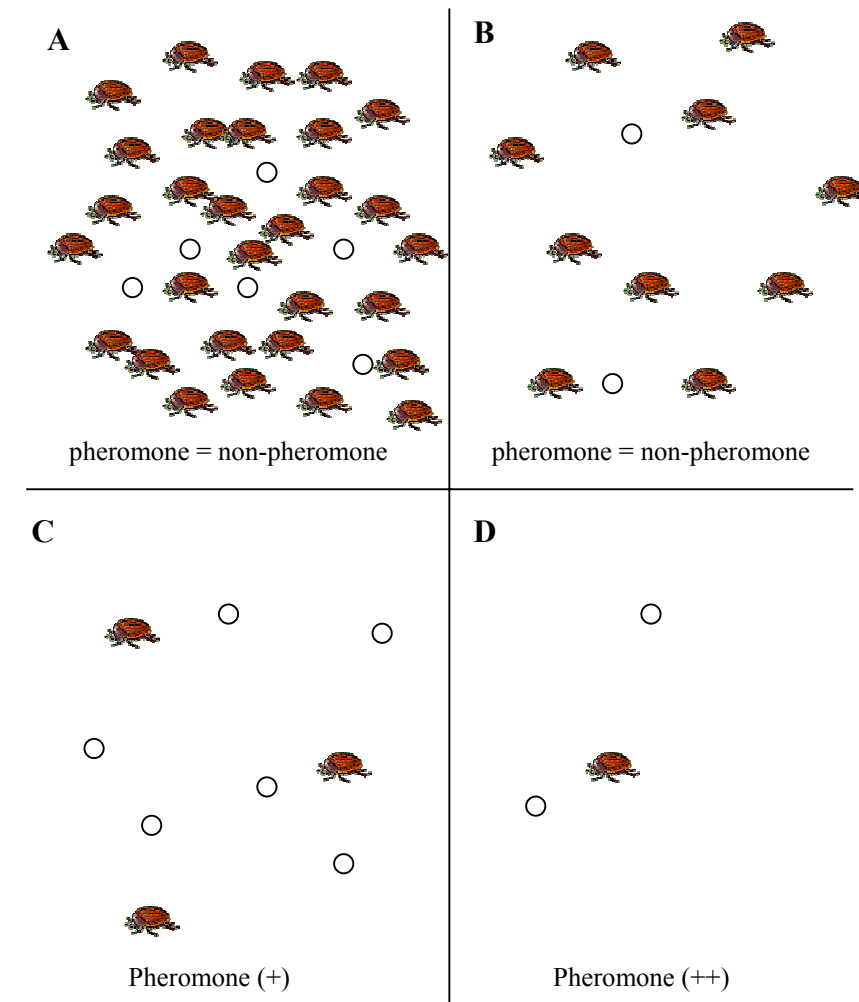 A
B
pheromone = non-pheromone
pheromone = non-pheromone
C
D
Pheromone (+)
Pheromone (++)